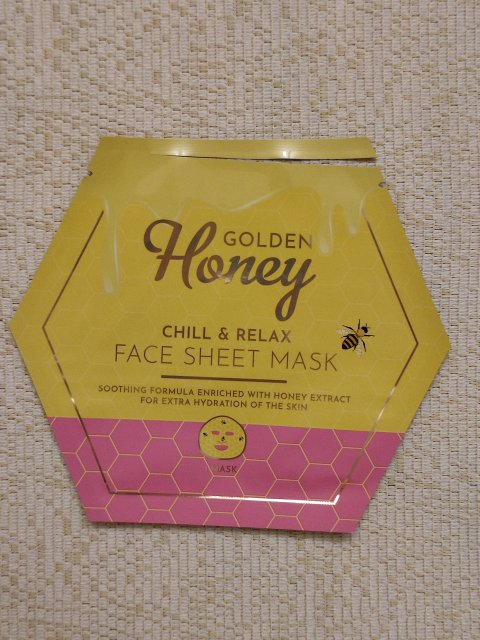 GOLDEN
Honey
CHILL & RELAX
FACE SHEET MASK
SOOTHING FORMULA ENRICHED WITH HONEY EXTRACT
FOR EXTRA HYDRATION OF THE SKIN
MASK